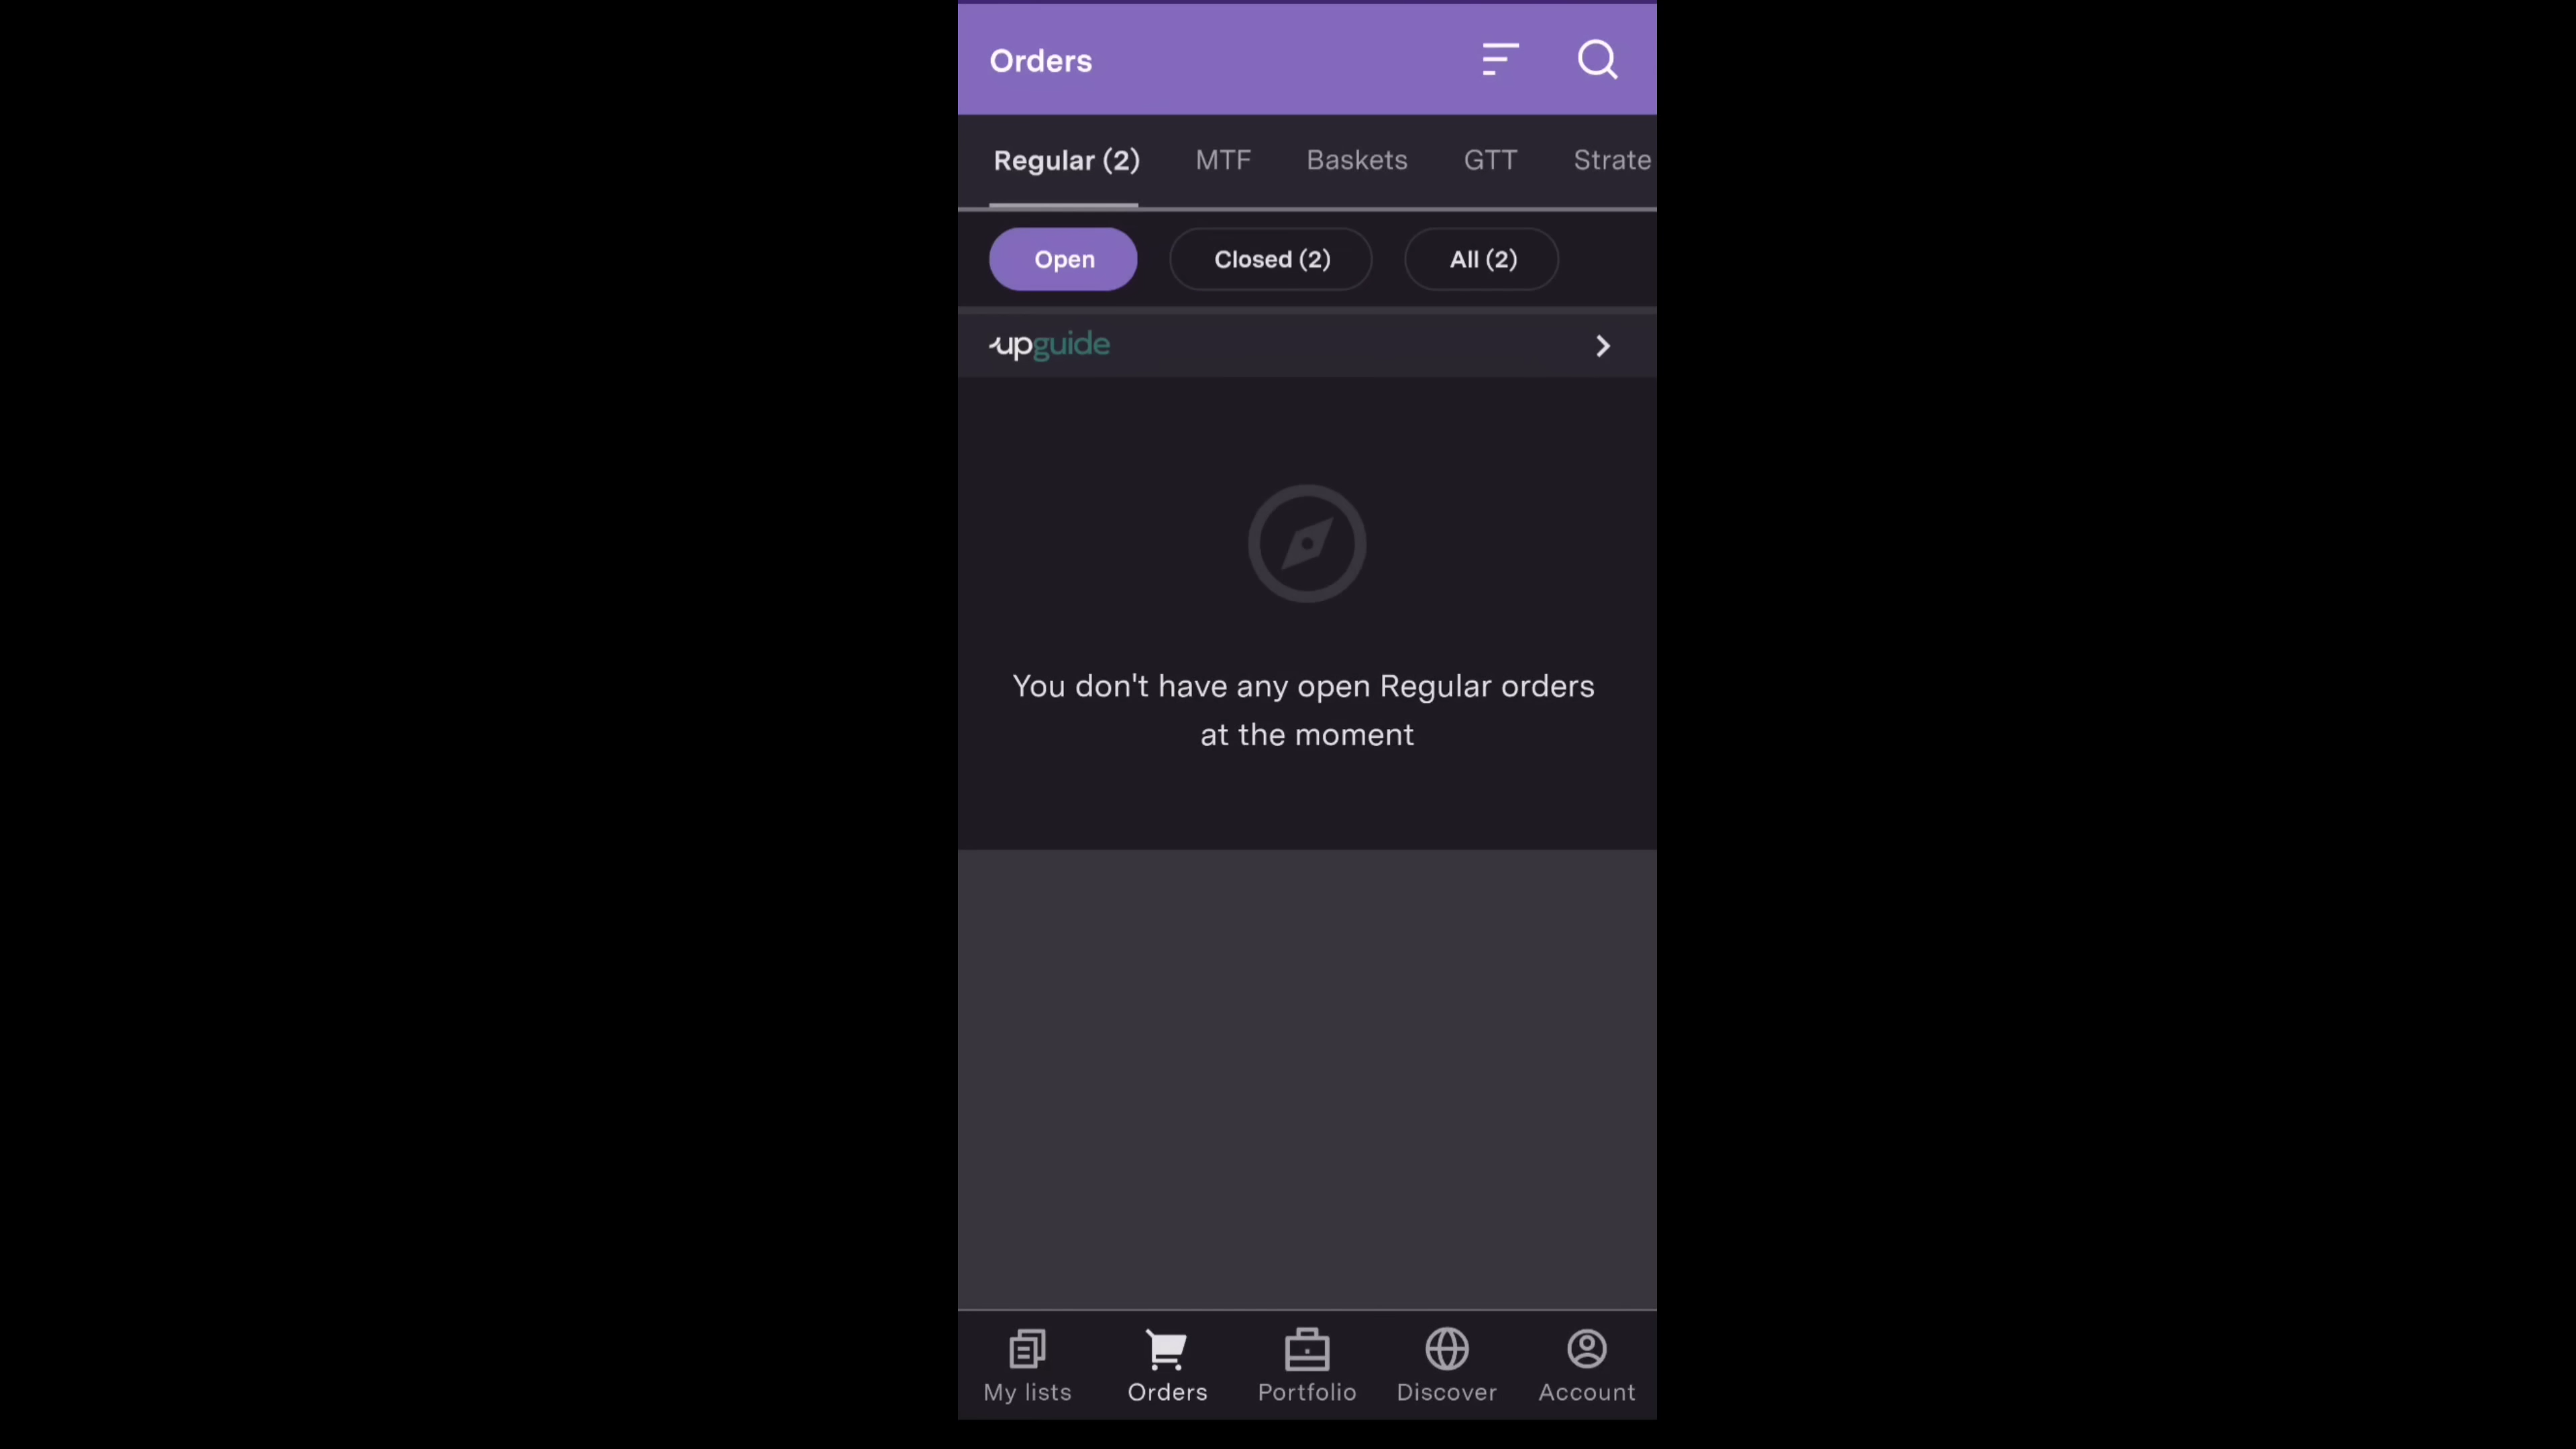 Orders
Regular (2) MTF Baskets GTT Strate
Open Closed (2) All (2)
upguide
You don't have any open Regular orders
at the moment
My lists Orders Portfolio Discover Account